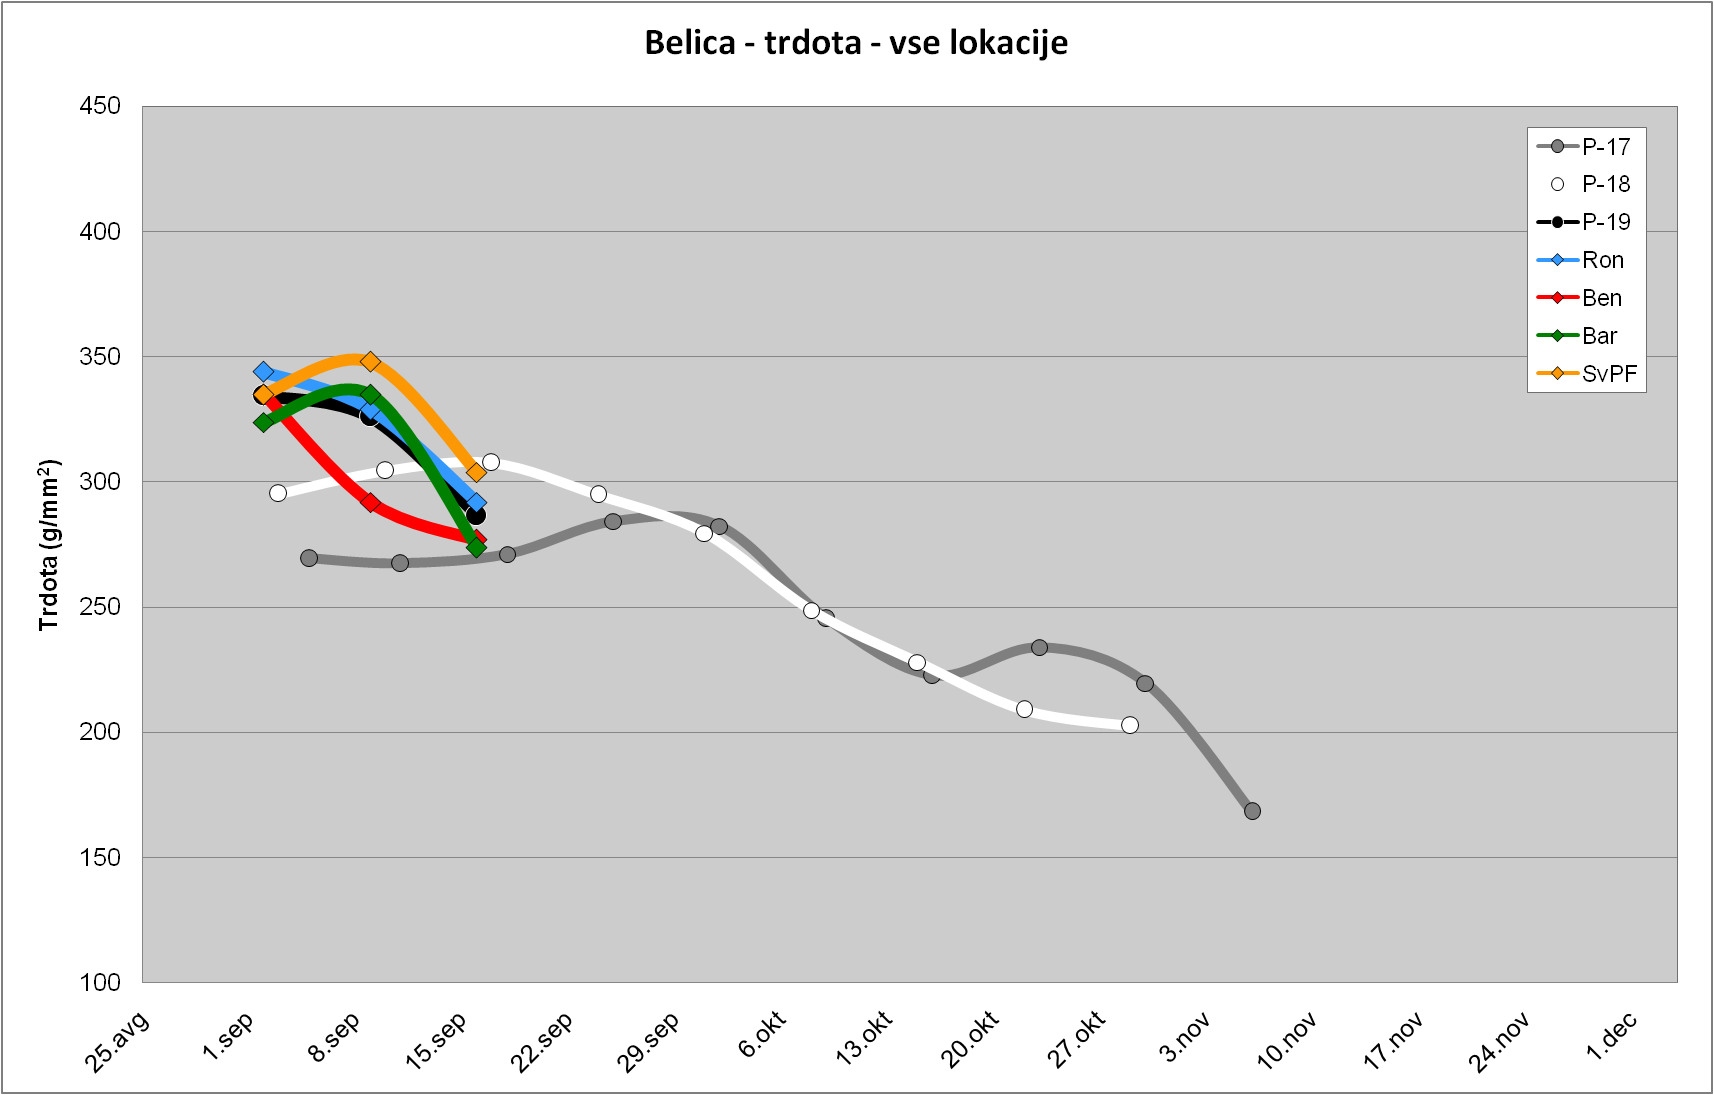 Belica - trdota - vse lokacije
Trdota (g/mm²)
450
400
350
300
250
200
150
100
25.avg
1.sep
8.sep
15.sep
22.sep
29.sep
6.okt
13.okt
20.okt
27.okt
3.nov
10.nov
17.nov
24.nov
1.dec
P-17
P-18
P-19
Ron
Ben
Bar
SvPF